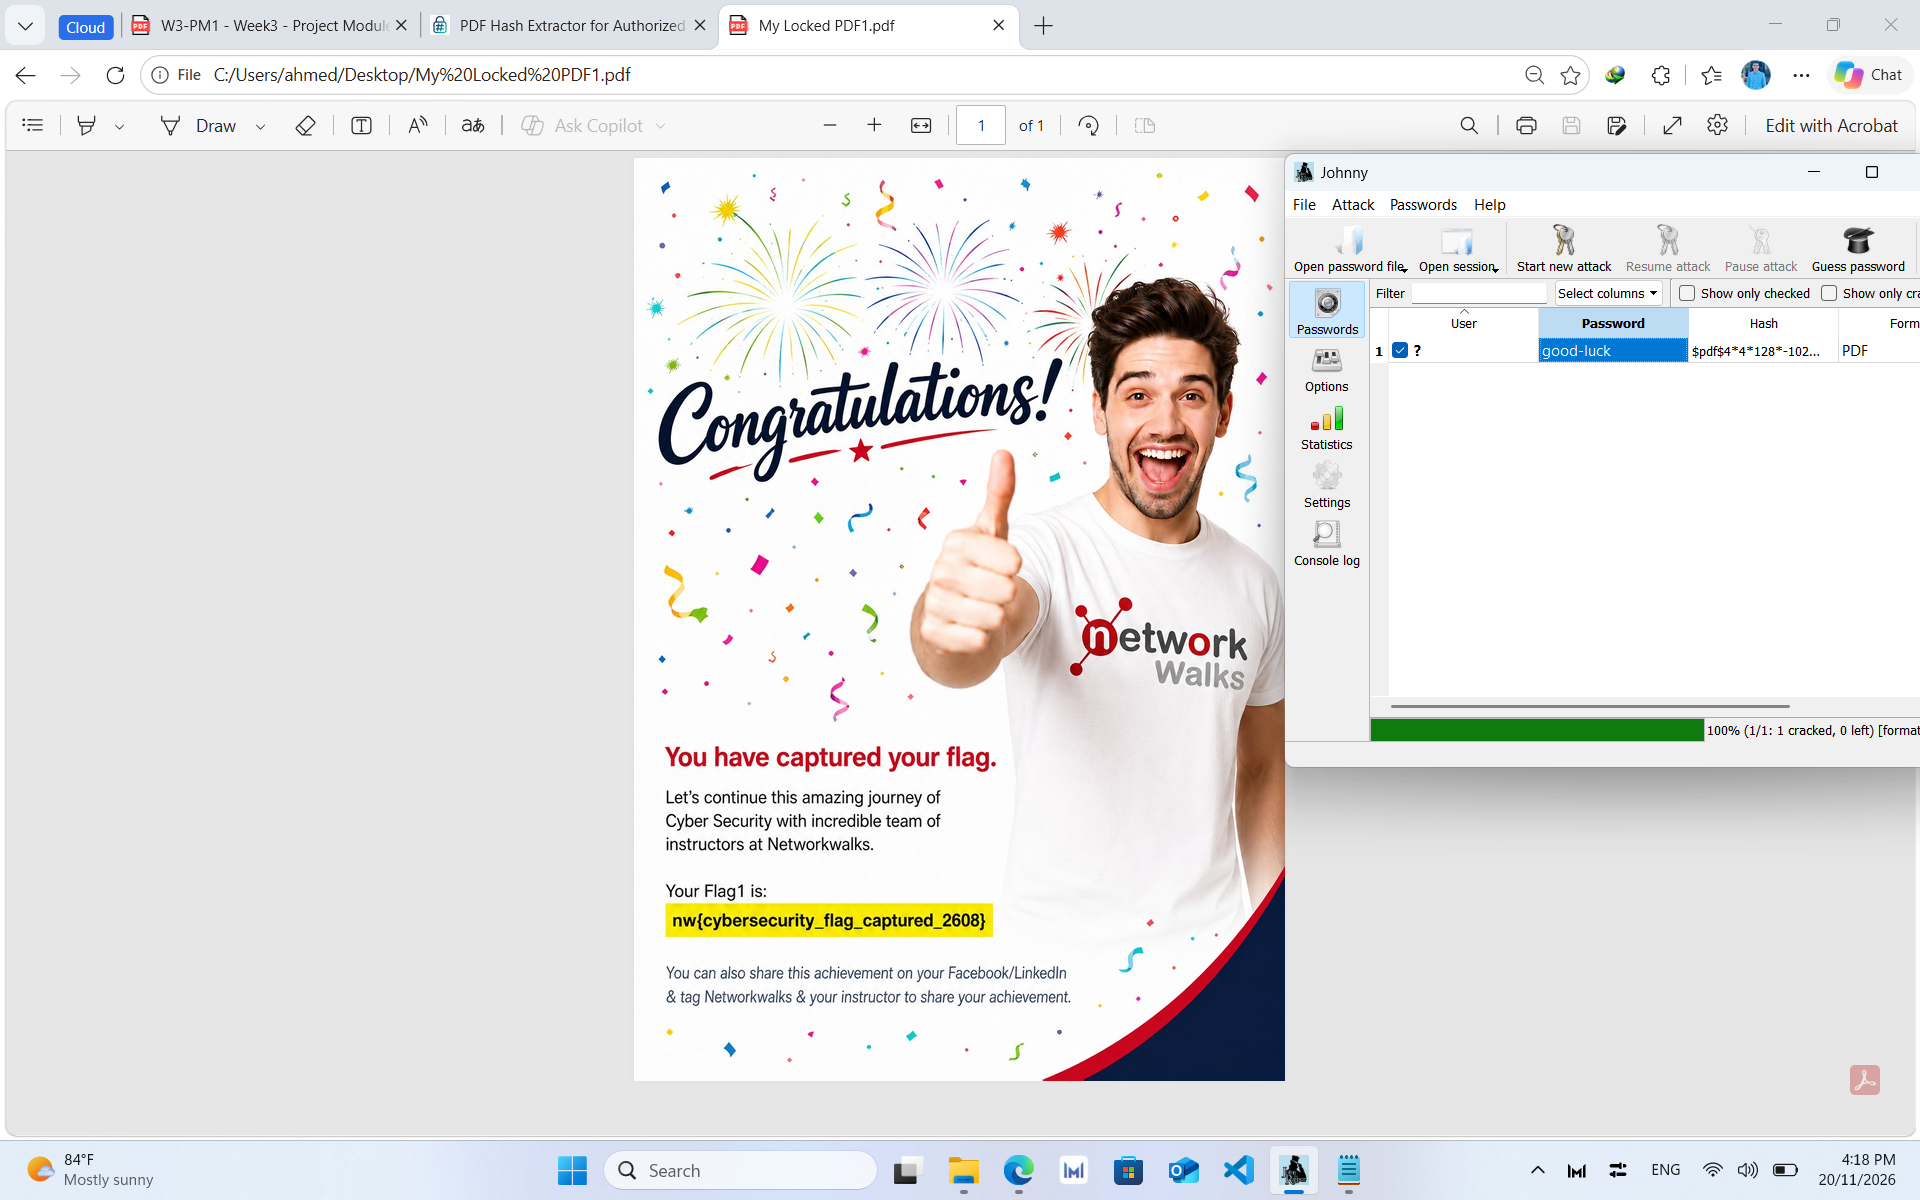 Cloud
W3-PM1 - Week3 - Project Module
PDF Hash Extractor for Authorized
My Locked PDF1.pdf
File
C:/Users/ahmed/Desktop/My%20Locked%20PDF1.pdf
Chat
Draw
Ask Copilot
1
of 1
Edit with Acrobat
Congratulations!
network
Walks
You have captured your flag.
Let's continue this amazing journey of
Cyber Security with incredible team of
instructors at Networkwalks.
Your Flag1 is:
nw{cybersecurity_flag_captured_2608}
You can also share this achievement on your Facebook/LinkedIn
& tag Networkwalks & your instructor to share your achievement.
Johnny
File Attack Passwords Help
Open password file Open session Start new attack Resume attack Pause attack Guess password
Filter Select columns Show only checked Show only cra
User Password Hash Form
1 ? good-luck $pdf$4*4*128*-102... PDF
Passwords
Options
Statistics
Settings
Console log
100% (1/1: 1 cracked, 0 left) [format
84°F
Mostly sunny
Search
ENG
4:18 PM
20/11/2026